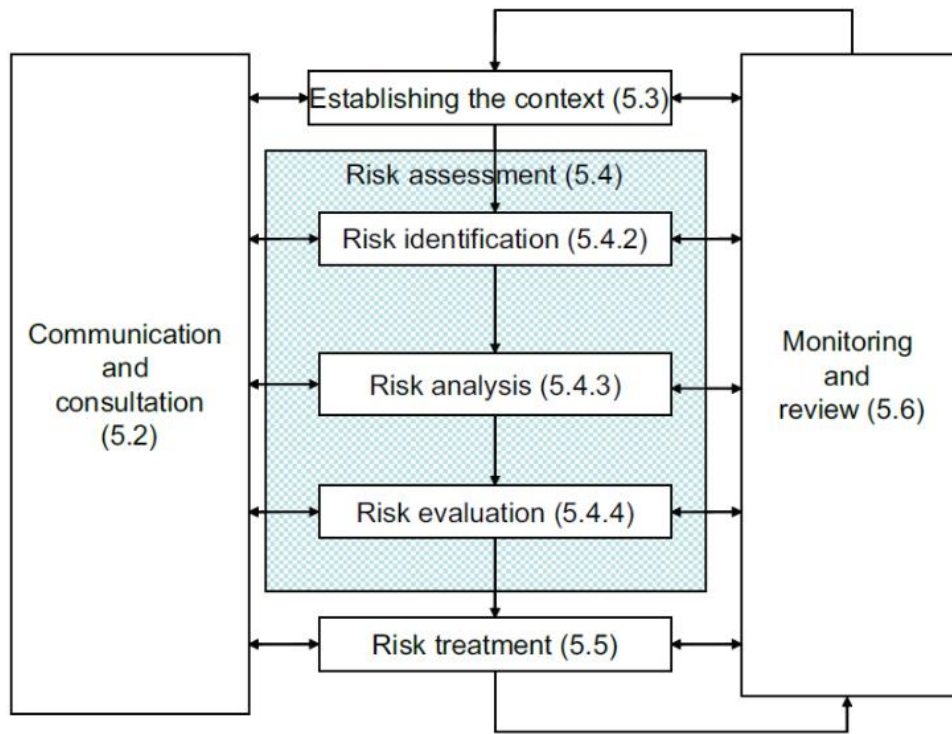 Establishing the context (5.3)
Risk assessment (5.4)
Risk identification (5.4.2)
Communication
and
consultation
(5.2)
Risk analysis (5.4.3)
Monitoring
and
review (5.6)
Risk evaluation (5.4.4)
Risk treatment (5.5)